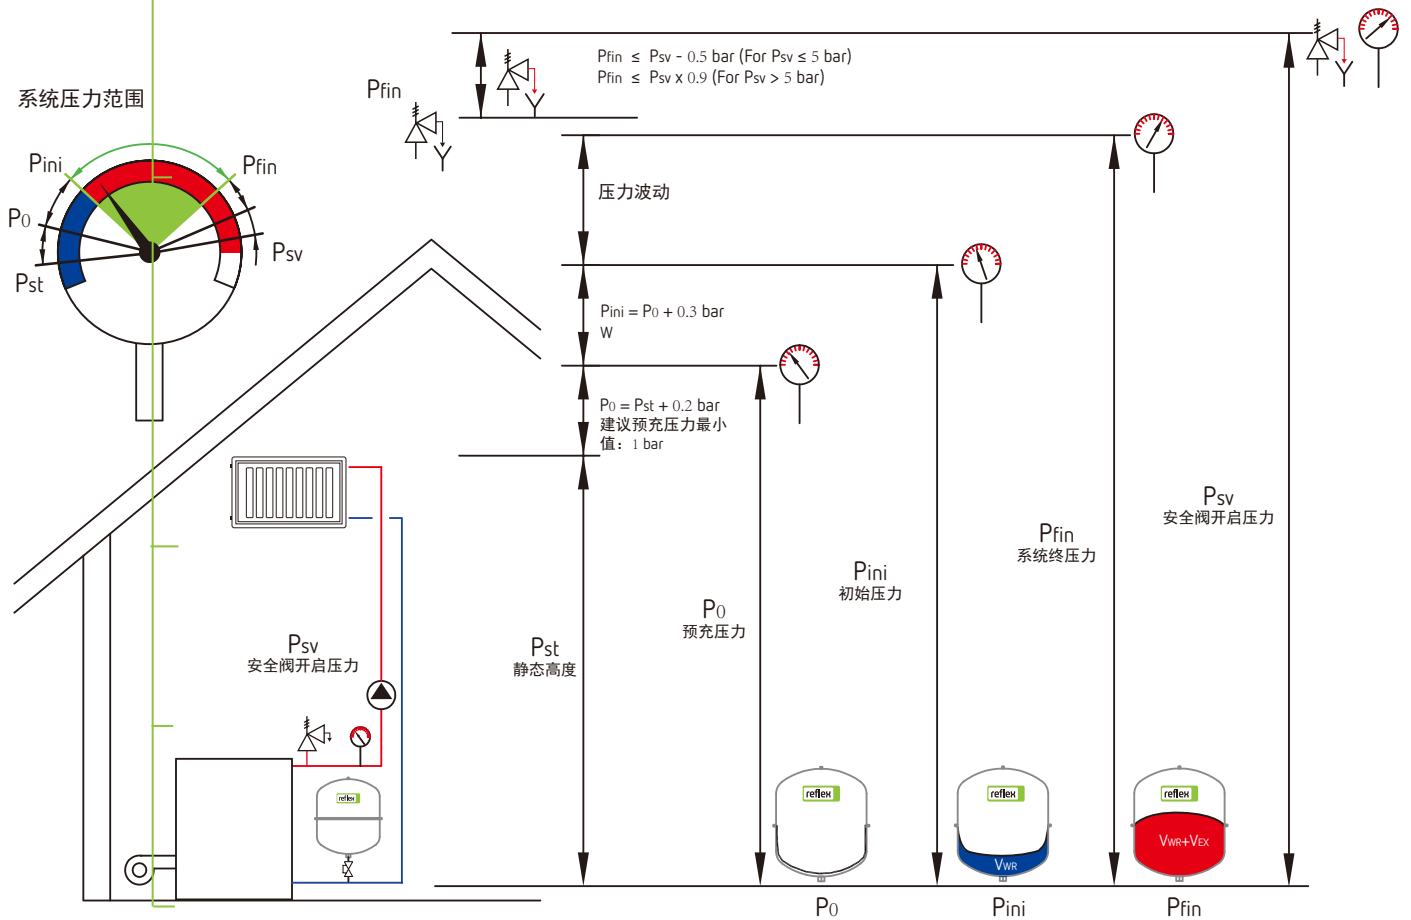 Pfin ≤ Psv - 0.5 bar (For Psv ≤ 5 bar)
Pfin ≤ Psv x 0.9 (For Psv > 5 bar)
Pfin
系统压力范围
Pini
Pfin
P0
Psv
Pst
压力波动
Pini = P0 + 0.3 bar
W
P0 = Pst + 0.2 bar
建议预充压力最小
值：1 bar
Psv
安全阀开启压力
Pfin
系统终压力
Pini
初始压力
P0
预充压力
Pst
静态高度
Psv
安全阀开启压力
reflex
reflex
reflex
reflex
VWR
VWR+VEX
P0
Pini
Pfin